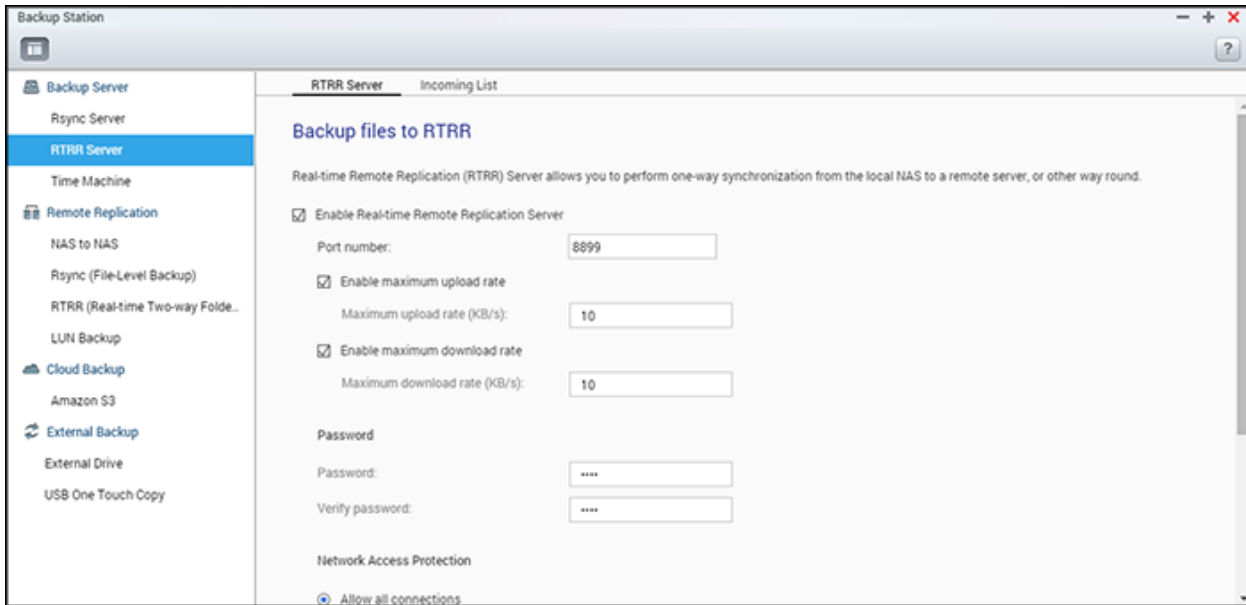 Backup Station
?
Backup Server
Rsync Server
RTRR Server
Time Machine
Remote Replication
NAS to NAS
Rsync (File-Level Backup)
RTRR (Real-time Two-way Folde...
LUN Backup
Cloud Backup
Amazon S3
External Backup
External Drive
USB One Touch Copy
RTRR Server Incoming List
Backup files to RTRR
Real-time Remote Replication (RTRR) Server allows you to perform one-way synchronization from the local NAS to a remote server, or other way round.
Enable Real-time Remote Replication Server
Port number: 8899
Enable maximum upload rate
Maximum upload rate (KB/s): 10
Enable maximum download rate
Maximum download rate (KB/s): 10
Password
Password: ••••
Verify password: ••••
Network Access Protection
Allow all connections